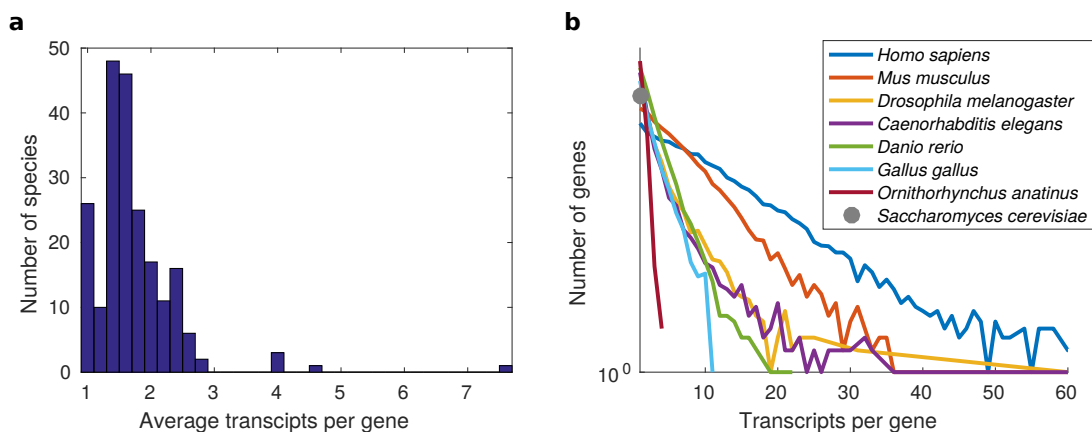 a
50
40
30
20
10
0
Number of species
1 2 3 4 5 6 7
Average transcipts per gene
b
Number of genes
10^0
10 20 30 40 50 60
Transcripts per gene
Homo sapiens
Mus musculus
Drosophila melanogaster
Caenorhabditis elegans
Danio rerio
Gallus gallus
Ornithorhynchus anatinus
Saccharomyces cerevisiae